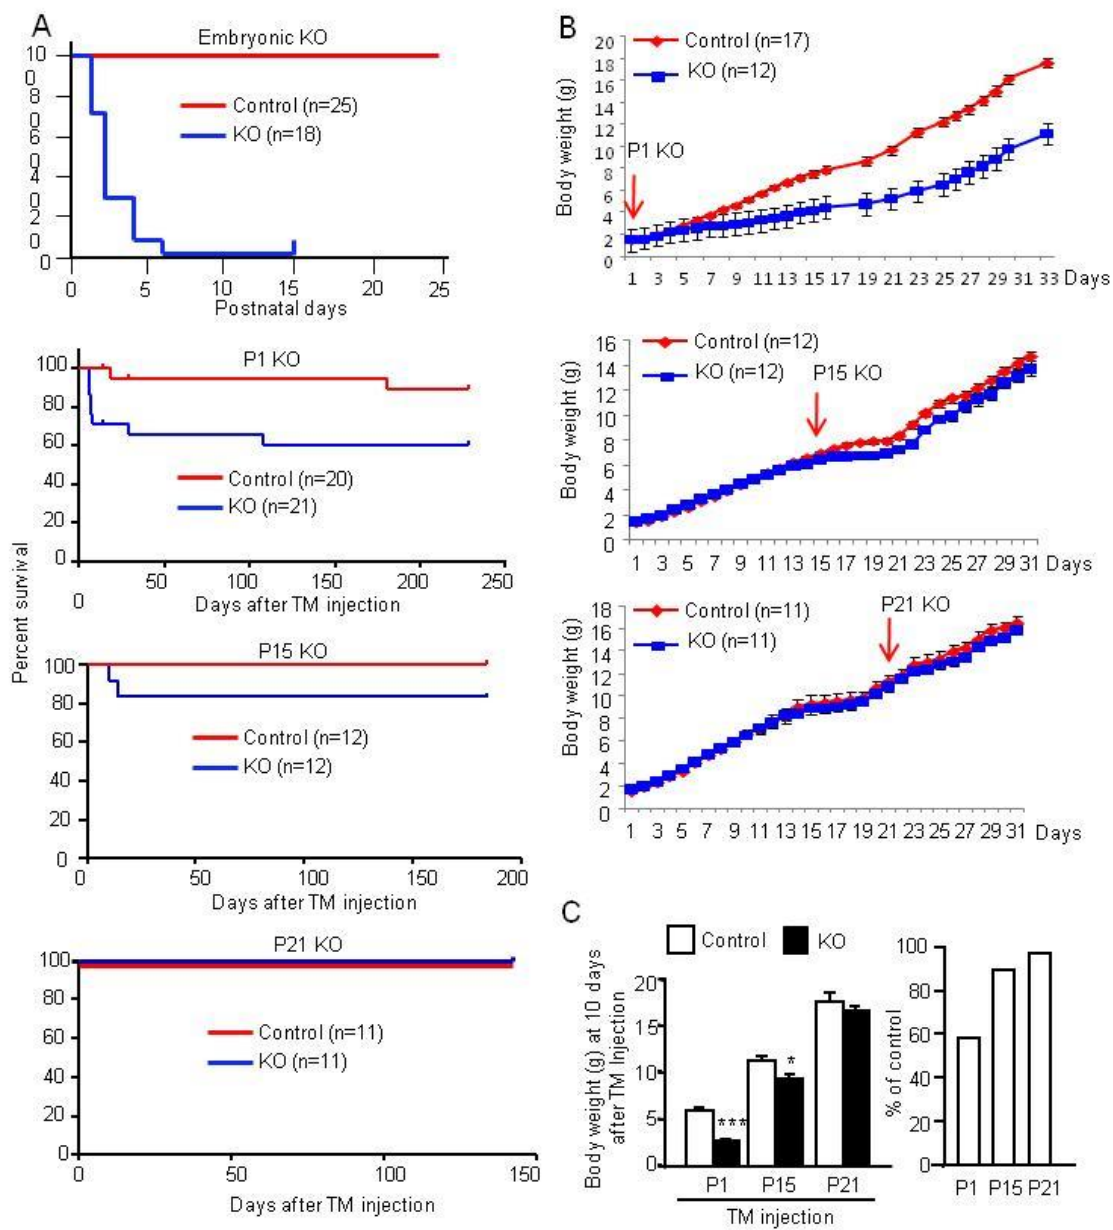 A
Embryonic KO
10
0
8
0
6
0
4
0
2
0
0
Control (n=25)
KO (n=18)
0 5 10 15 20 25
Postnatal days
P1 KO
100
80
60
40
20
0
Control (n=20)
KO (n=21)
0 50 100 150 200 250
Days after TM injection
Percent survival
P15 KO
100
80
60
40
20
0
Control (n=12)
KO (n=12)
0 50 100 150 200
Days after TM injection
P21 KO
100
80
60
40
20
0
Control (n=11)
KO (n=11)
0 50 100 150
Days after TM injection
B
Control (n=17)
KO (n=12)
P1 KO
Body weight (g)
20
18
16
14
12
10
8
6
4
2
0
1 3 5 7 9 11 13 15 17 19 21 23 25 27 29 31 33 Days
Control (n=12)
KO (n=12)
P15 KO
Body weight (g)
16
14
12
10
8
6
4
2
0
1 3 5 7 9 11 13 15 17 19 21 23 25 27 29 31 Days
Control (n=11)
KO (n=11)
P21 KO
Body weight (g)
18
16
14
12
10
8
6
4
2
0
1 3 5 7 9 11 13 15 17 19 21 23 25 27 29 31 Days
C
Control KO
Body weight (g) at 10 days
after TM Injection
20
15
10
5
0
***
*
P1 P15 P21
TM injection
% of control
100
80
60
40
20
0
P1 P15 P21